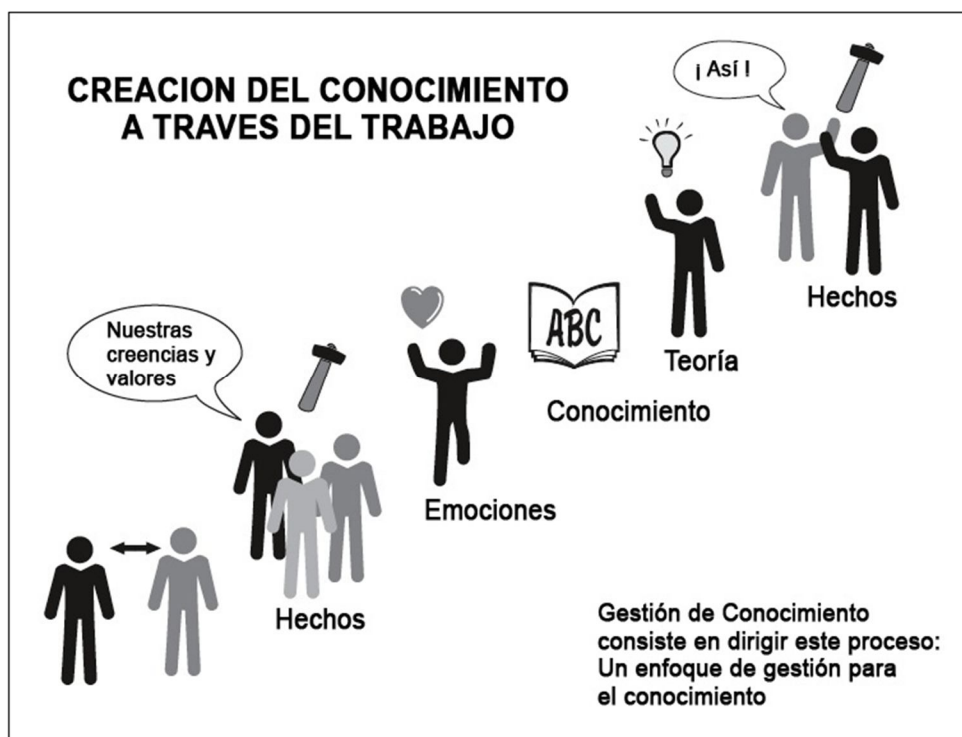 CREACION DEL CONOCIMIENTO
A TRAVES DEL TRABAJO
¡ Así !
Hechos
Teoría
ABC
Conocimiento
Emociones
Nuestras
creencias y
valores
Hechos
Gestión de Conocimiento
consiste en dirigir este proceso:
Un enfoque de gestión para
el conocimiento